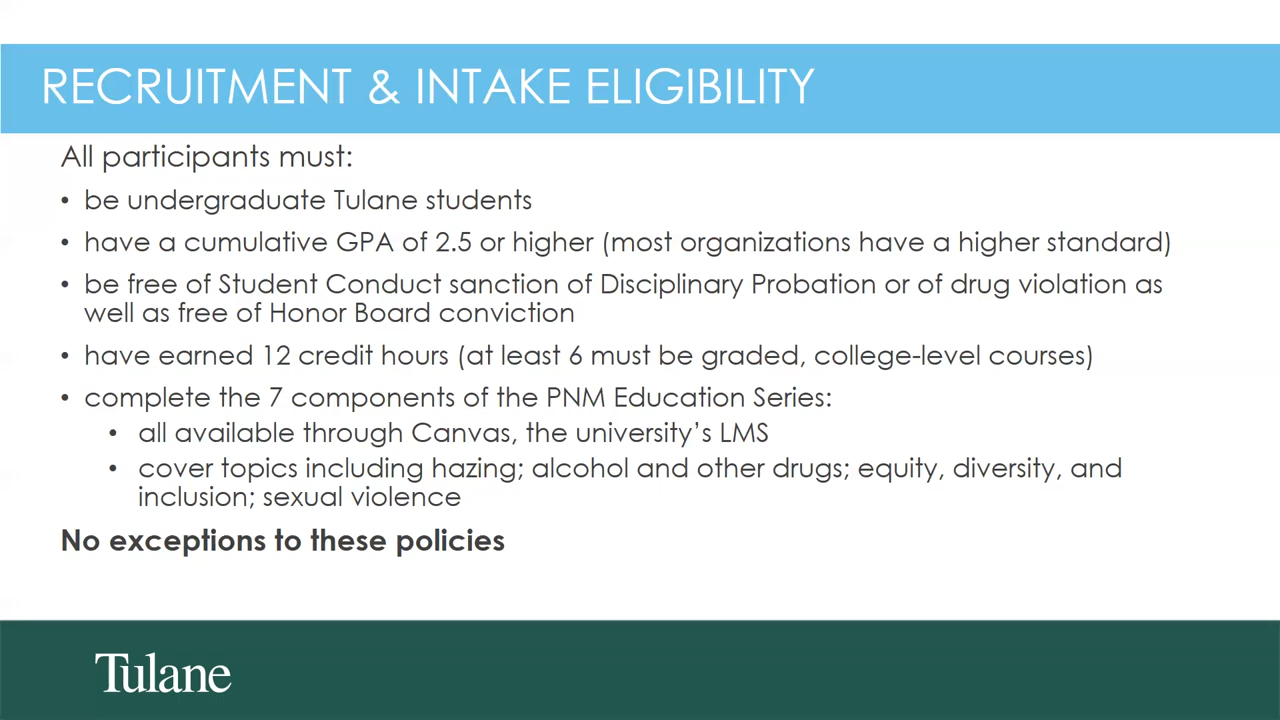 RECRUITMENT & INTAKE ELIGIBILITY
All participants must:
• be undergraduate Tulane students
• have a cumulative GPA of 2.5 or higher (most organizations have a higher standard)
• be free of Student Conduct sanction of Disciplinary Probation or of drug violation as
well as free of Honor Board conviction
• have earned 12 credit hours (at least 6 must be graded, college-level courses)
• complete the 7 components of the PNM Education Series:
• all available through Canvas, the university’s LMS
• cover topics including hazing; alcohol and other drugs; equity, diversity, and
inclusion; sexual violence
No exceptions to these policies
Tulane